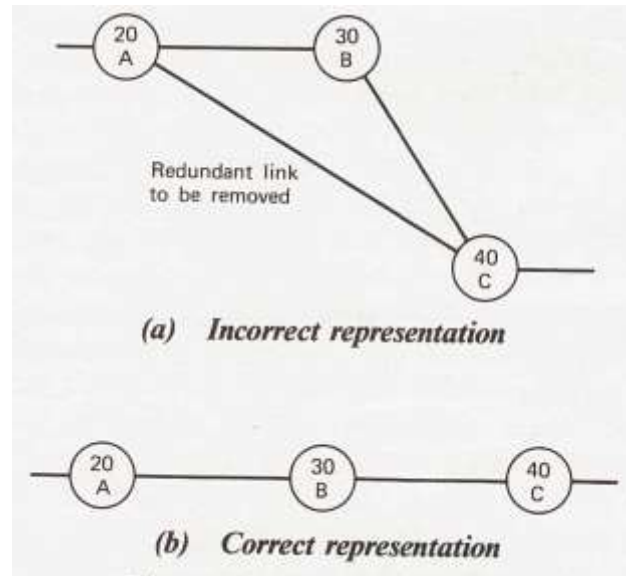 20
A
30
B
Redundant link
to be removed
40
C
(a) Incorrect representation
20
A
30
B
40
C
(b) Correct representation